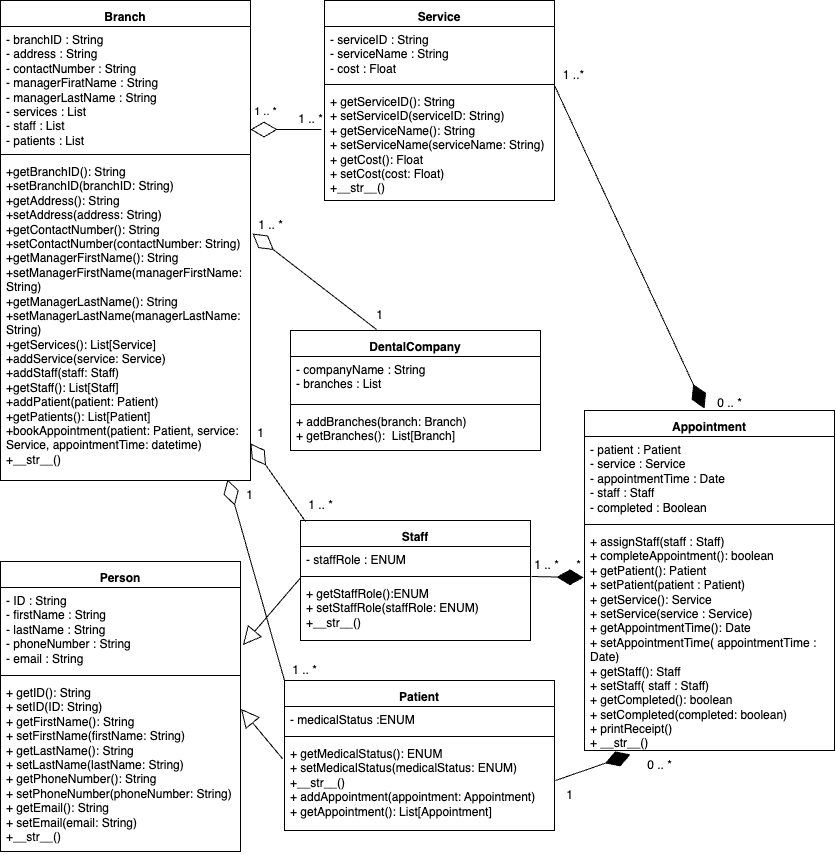 Branch
- branchID : String
- address : String
- contactNumber : String
- managerFiratName : String
- managerLastName : String
- services : List
- staff : List
- patients : List
+getBranchID(): String
+setBranchID(branchID: String)
+getAddress(): String
+setAddress(address: String)
+getContactNumber(): String
+setContactNumber(contactNumber: String)
+getManagerFirstName(): String
+setManagerFirstName(managerFirstName:
String)
+getManagerLastName(): String
+setManagerLastName(managerLastName:
String)
+getServices(): List[Service]
+addService(service: Service)
+addStaff(staff: Staff)
+getStaff(): List[Staff]
+addPatient(patient: Patient)
+getPatients(): List[Patient]
+bookAppointment(patient: Patient, service:
Service, appointmentTime: datetime)
+__str__()
Service
- serviceID : String
- serviceName : String
- cost : Float
+ getServiceID(): String
+ setServiceID(serviceID: String)
+ getServiceName(): String
+ setServiceName(serviceName: String)
+ getCost(): Float
+ setCost(cost: Float)
+__str__()
1 .. *
1 .. *
1 ..*
1 .. *
1
DentalCompany
- companyName : String
- branches : List
+ addBranches(branch: Branch)
+ getBranches():  List[Branch]
0 .. *
Appointment
- patient : Patient
- service : Service
- appointmentTime : Date
- staff : Staff
- completed : Boolean
+ assignStaff(staff : Staff)
+ completeAppointment(): boolean
+ getPatient(): Patient
+ setPatient(patient : Patient)
+ getService(): Service
+ setService(service : Service)
+ getAppointmentTime(): Date
+ setAppointmentTime( appointmentTime :
Date)
+ getStaff(): Staff
+ setStaff( staff : Staff)
+ getCompleted(): boolean
+ setCompleted(completed: boolean)
+ printReceipt()
+ __str__()
1
1
1 .. *
Staff
- staffRole : ENUM
+ getStaffRole():ENUM
+ setStaffRole(staffRole: ENUM)
+__str__()
1 .. *
*
Person
- ID : String
- firstName : String
- lastName : String
- phoneNumber : String
- email : String
+ getID(): String
+ setID(ID: String)
+ getFirstName(): String
+ setFirstName(firstName: String)
+ getLastName(): String
+ setLastName(lastName: String)
+ getPhoneNumber(): String
+ setPhoneNumber(phoneNumber: String)
+ getEmail(): String
+ setEmail(email: String)
+__str__()
1 .. *
Patient
- medicalStatus :ENUM
+ getMedicalStatus(): ENUM
+ setMedicalStatus(medicalStatus: ENUM)
+__str__()
+ addAppointment(appointment: Appointment)
+ getAppointment(): List[Appointment]
0 .. *
1